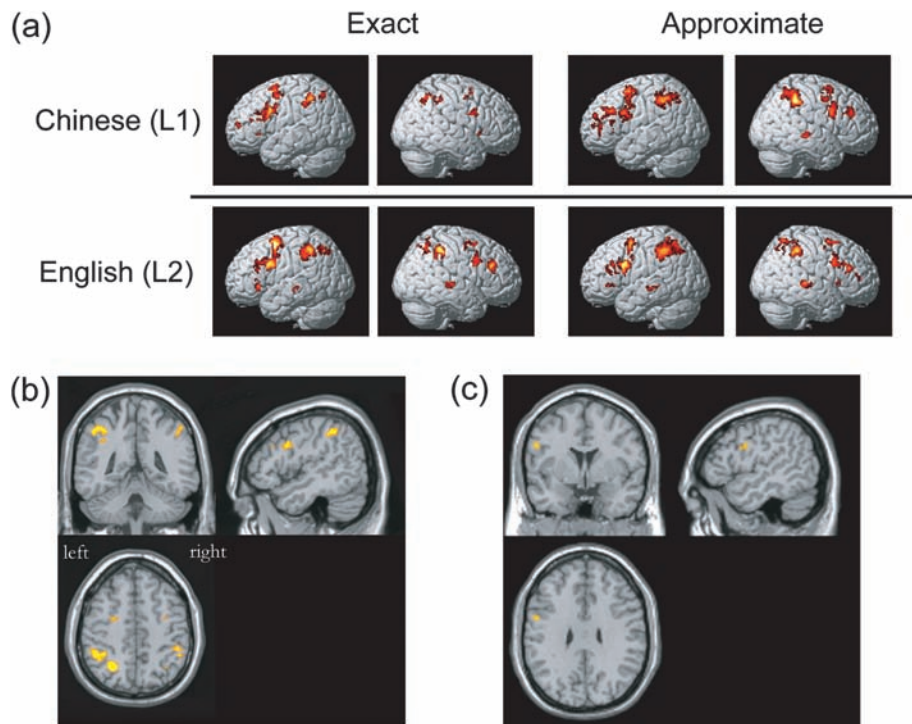 (a)
Exact Approximate
Chinese (L1)
English (L2)
(b)
(c)
left right